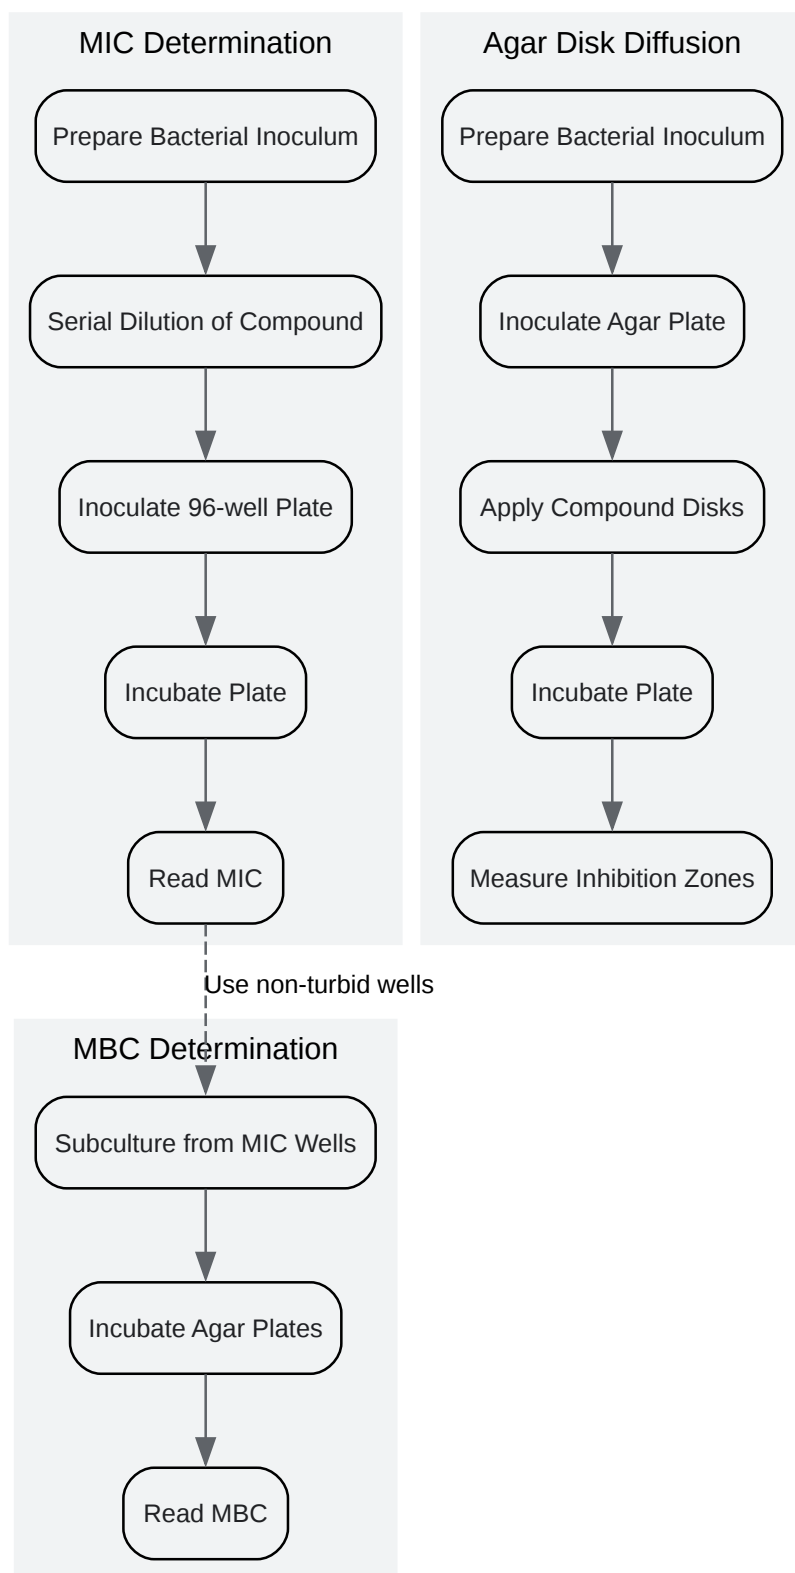 MIC Determination
Prepare Bacterial Inoculum
Serial Dilution of Compound
Inoculate 96-well Plate
Incubate Plate
Read MIC
Use non-turbid wells
MBC Determination
Subculture from MIC Wells
Incubate Agar Plates
Read MBC
Agar Disk Diffusion
Prepare Bacterial Inoculum
Inoculate Agar Plate
Apply Compound Disks
Incubate Plate
Measure Inhibition Zones